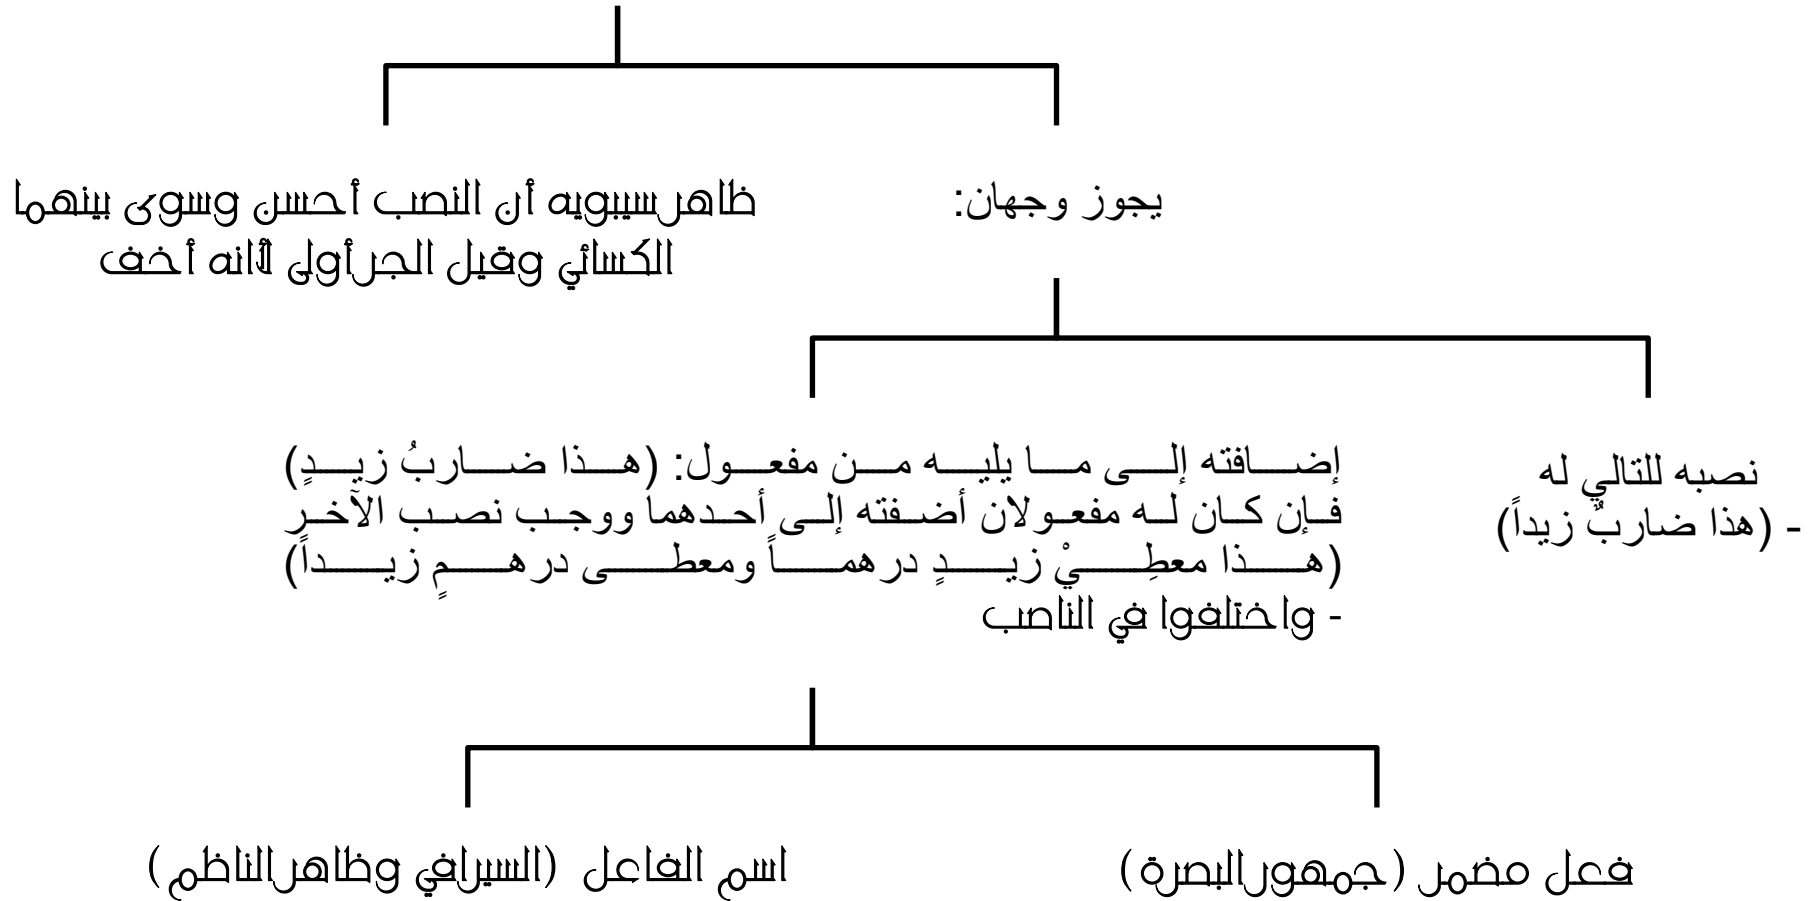 يجوز وجهان:
ظاهر سيبويه أن النصب أحسن وسوى بينهما
الكسائي وقيل الجر أولى لأنه أخف
نصبه للتالي له
- (هذا ضاربٌ زيداً)
إضافته إلى ما يليه من مفعول: (هذا ضاربُ زيدٍ)
فإن كان له مفعولان أضفته إلى أحدهما ووجب نصب الآخر
(هذا معطِيْ زيدٍ درهماً ومعطى درهمٍ زيداً)
- واختلفوا في الناصب
فعل مضمر (جمهور البصرة)
اسم الفاعل (السيرافي وظاهر الناظم)